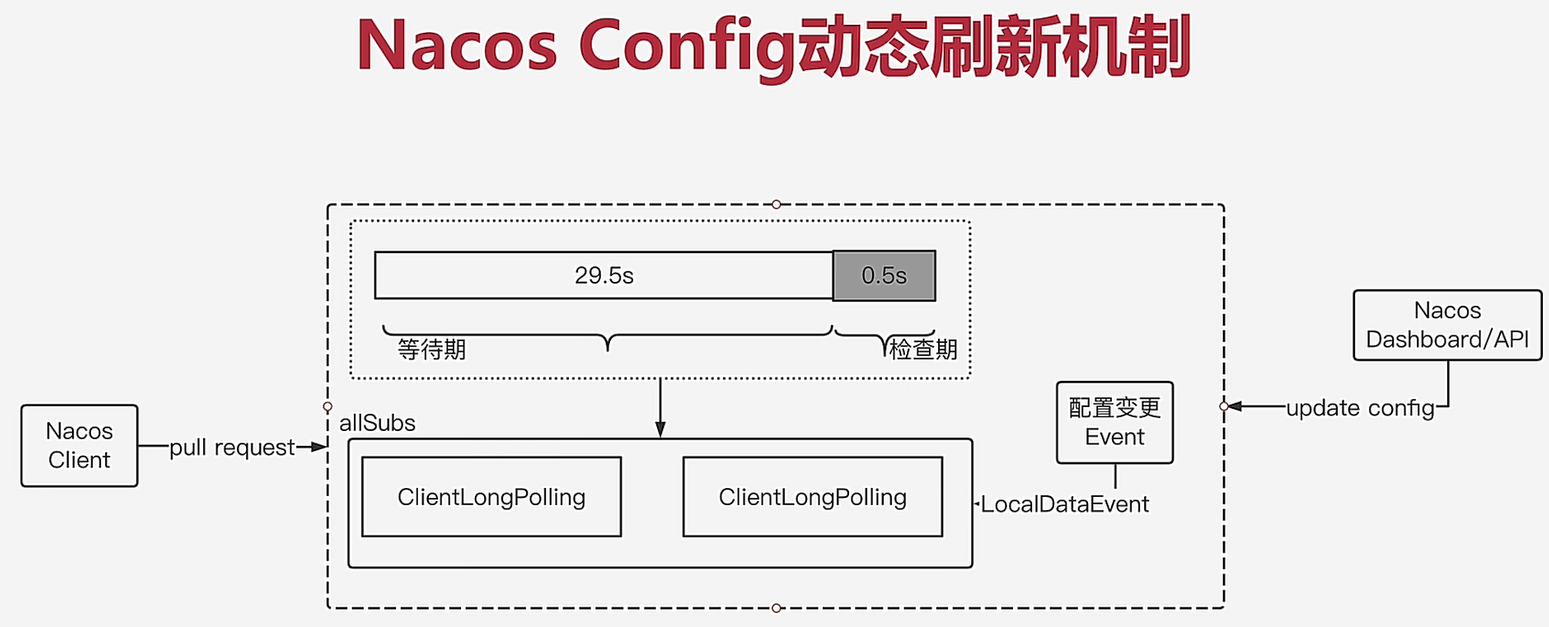 Nacos Config动态刷新机制
29.5s
0.5s
等待期
检查期
Nacos
Dashboard/API
update config
配置变更
Event
LocalDataEvent
Nacos
Client
pull request
allSubs
ClientLongPolling
ClientLongPolling